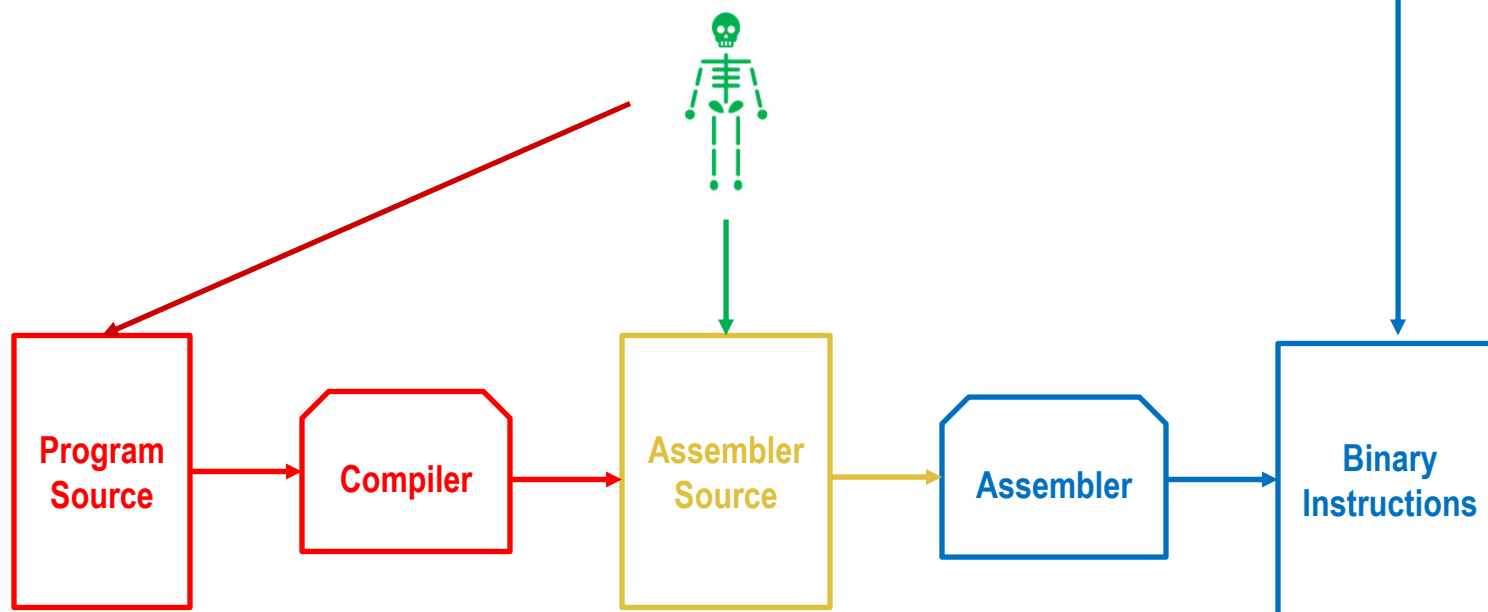 Program
Source
Compiler
Assembler
Source
Assembler
Binary
Instructions